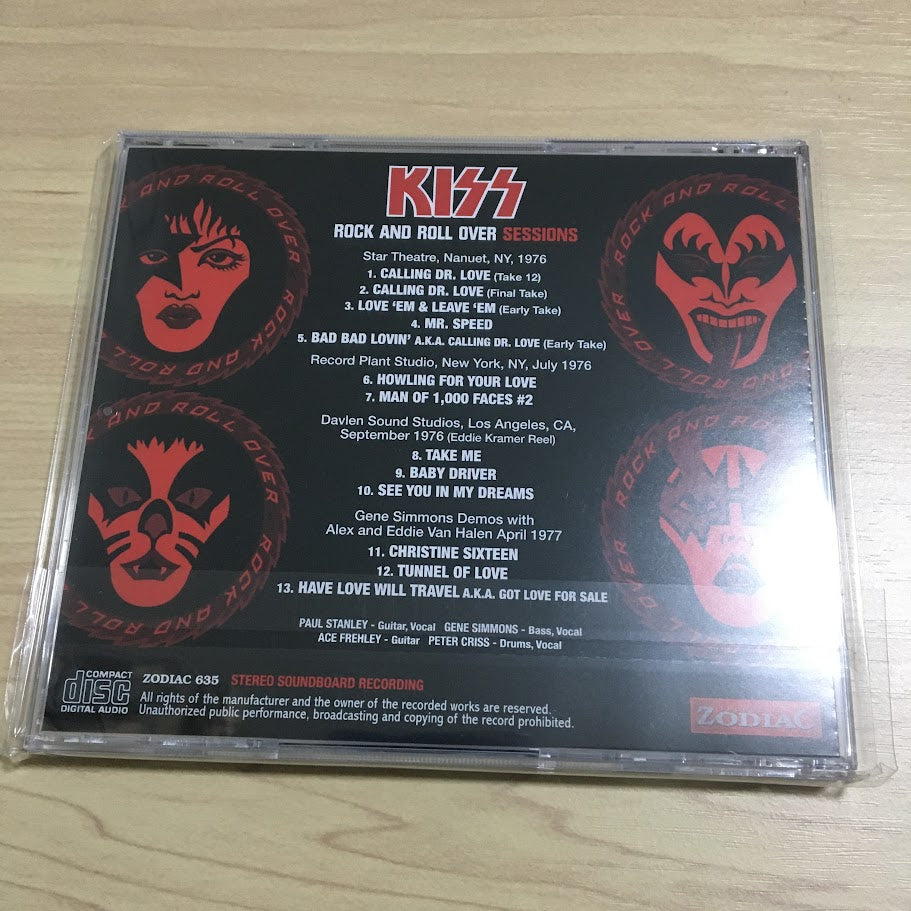 KISS
ROCK AND ROLL OVER SESSIONS
Star Theatre, Nanuet, NY, 1976
1. CALLING DR. LOVE (Take 12)
2. CALLING DR. LOVE (Final Take)
3. LOVE ‘EM & LEAVE ‘EM (Early Take)
4. MR. SPEED
5. BAD BAD LOVIN’ A.K.A. CALLING DR. LOVE (Early Take)
Record Plant Studio, New York, NY, July 1976
6. HOWLING FOR YOUR LOVE
7. MAN OF 1,000 FACES #2
Davlen Sound Studios, Los Angeles, CA,
September 1976 (Eddie Kramer Reel)
8. TAKE ME
9. BABY DRIVER
10. SEE YOU IN MY DREAMS
Gene Simmons Demos with
Alex and Eddie Van Halen April 1977
11. CHRISTINE SIXTEEN
12. TUNNEL OF LOVE
13. HAVE LOVE WILL TRAVEL A.K.A. GOT LOVE FOR SALE
PAUL STANLEY - Guitar, Vocal GENE SIMMONS - Bass, Vocal
ACE FREHLEY - Guitar PETER CRISS - Drums, Vocal
COMPACT
disc
DIGITAL AUDIO
ZODIAC 635 STEREO SOUNDBOARD RECORDING
All rights of the manufacturer and the owner of the recorded works are reserved.
Unauthorized public performance, broadcasting and copying of the record prohibited.
ZODIAC
AND ROLL OVER ROCK AND ROLL
ROCK AND ROLL
OVER
AND ROLL OVER ROCK AND ROLL
ROCK AND ROLL
OVER